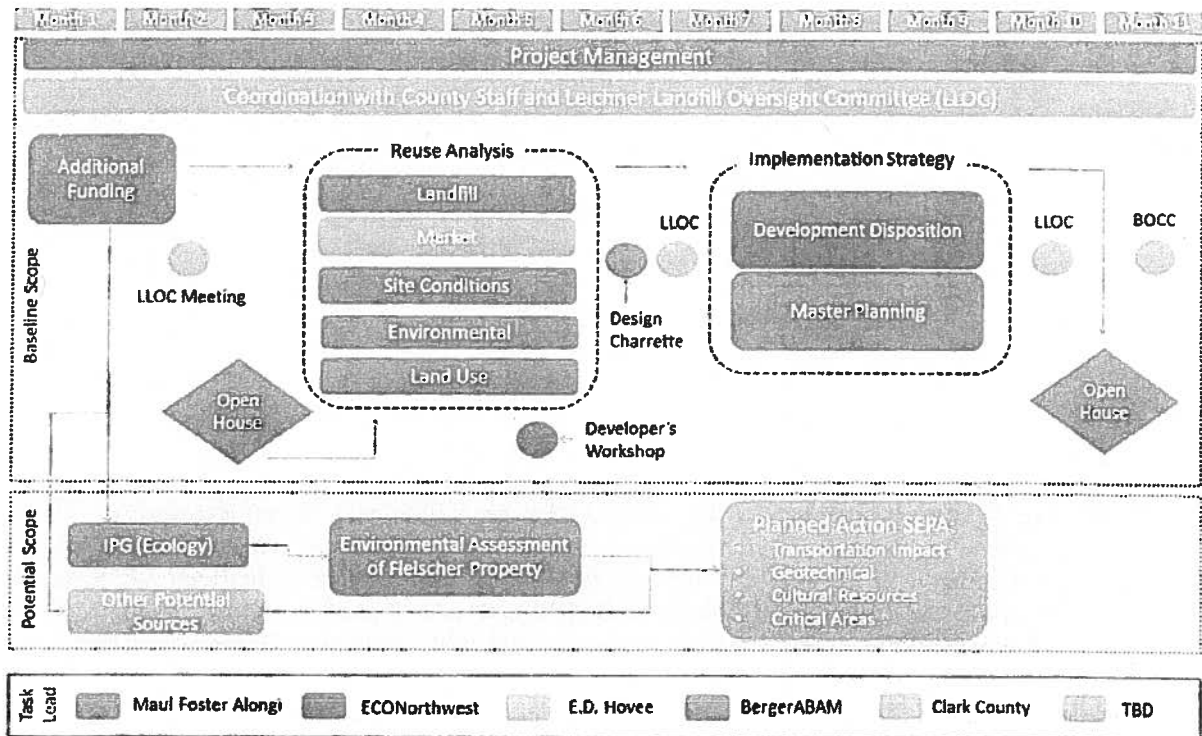 Month 1 Month 2 Month 3 Month 4 Month 5 Month 6 Month 7 Month 8 Month 9 Month 10 Month 11
Project Management
Coordination with County Staff and Leichner Landfill Oversight Committee (LLOC)
Baseline Scope
Additional
Funding
LLOC Meeting
Open
House
Reuse Analysis
Landfill
Market
Site Conditions
Environmental
Land Use
Developer's
Workshop
Design
Charrette
LLOC
Implementation Strategy
Development Disposition
Master Planning
LLOC
BOCC
Open
House
Potential Scope
IPG (Ecology)
Other Potential
Sources
Environmental Assessment
of Fleischer Property
Planned Action SEPA:
• Transportation Impact
• Geotechnical
• Cultural Resources
• Critical Areas
Task
Lead
Maul Foster Alongi
ECONorthwest
E.D. Hovee
BergerABAM
Clark County
TBD